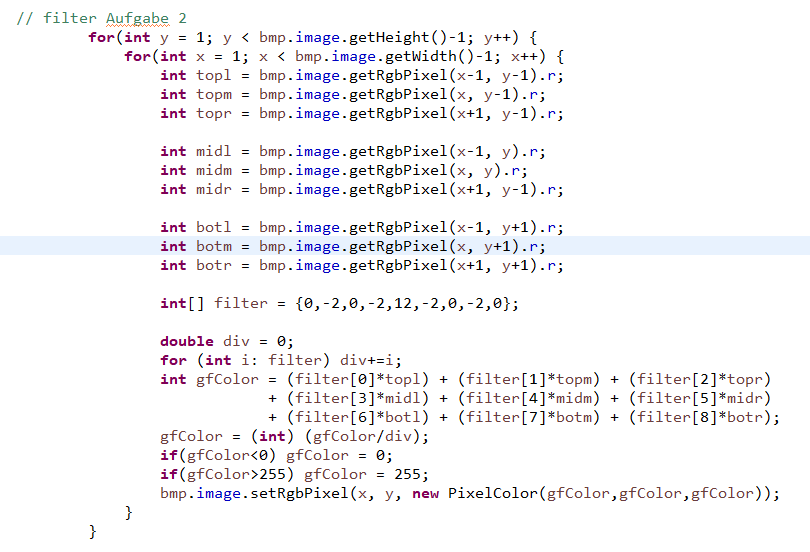 // filter Aufgabe 2
for(int y = 1; y < bmp.image.getHeight()-1; y++) {
for(int x = 1; x < bmp.image.getWidth()-1; x++) {
int topl = bmp.image.getRgbPixel(x-1, y-1).r;
int topm = bmp.image.getRgbPixel(x, y-1).r;
int topr = bmp.image.getRgbPixel(x+1, y-1).r;
int midl = bmp.image.getRgbPixel(x-1, y).r;
int midm = bmp.image.getRgbPixel(x, y).r;
int midr = bmp.image.getRgbPixel(x+1, y-1).r;
int botl = bmp.image.getRgbPixel(x-1, y+1).r;
int botm = bmp.image.getRgbPixel(x, y+1).r;
int botr = bmp.image.getRgbPixel(x+1, y+1).r;
int[] filter = {0,-2,0,-2,12,-2,0,-2,0};
double div = 0;
for (int i: filter) div+=i;
int gfColor = (filter[0]*topl) + (filter[1]*topm) + (filter[2]*topr)
+ (filter[3]*midl) + (filter[4]*midm) + (filter[5]*midr)
+ (filter[6]*botl) + (filter[7]*botm) + (filter[8]*botr);
gfColor = (int) (gfColor/div);
if(gfColor<0) gfColor = 0;
if(gfColor>255) gfColor = 255;
bmp.image.setRgbPixel(x, y, new PixelColor(gfColor,gfColor,gfColor));
}
}